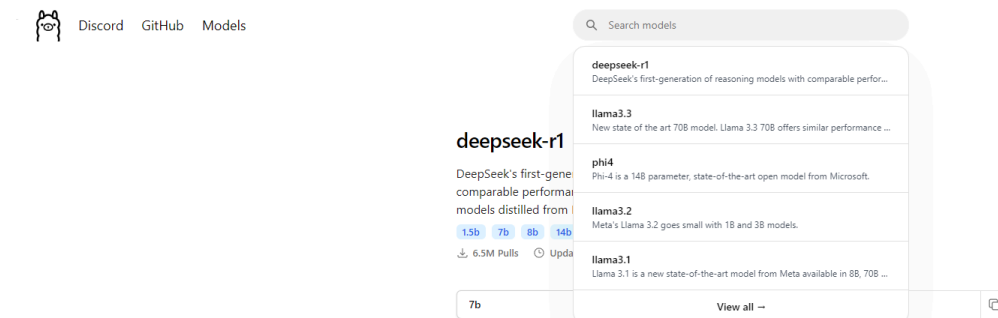 Discord GitHub Models
Search models
deepseek-r1
DeepSeek's first-generation of reasoning models with comparable perfor...
llama3.3
New state of the art 70B model. Llama 3.3 70B offers similar performance ...
phi4
Phi-4 is a 14B parameter, state-of-the-art open model from Microsoft.
llama3.2
Meta's Llama 3.2 goes small with 1B and 3B models.
llama3.1
Llama 3.1 is a new state-of-the-art model from Meta available in 8B, 70B ...
View all →
deepseek-r1
DeepSeek's first-gene
comparable performan
models distilled from
1.5b 7b 8b 14b
6.5M Pulls Upda
7b